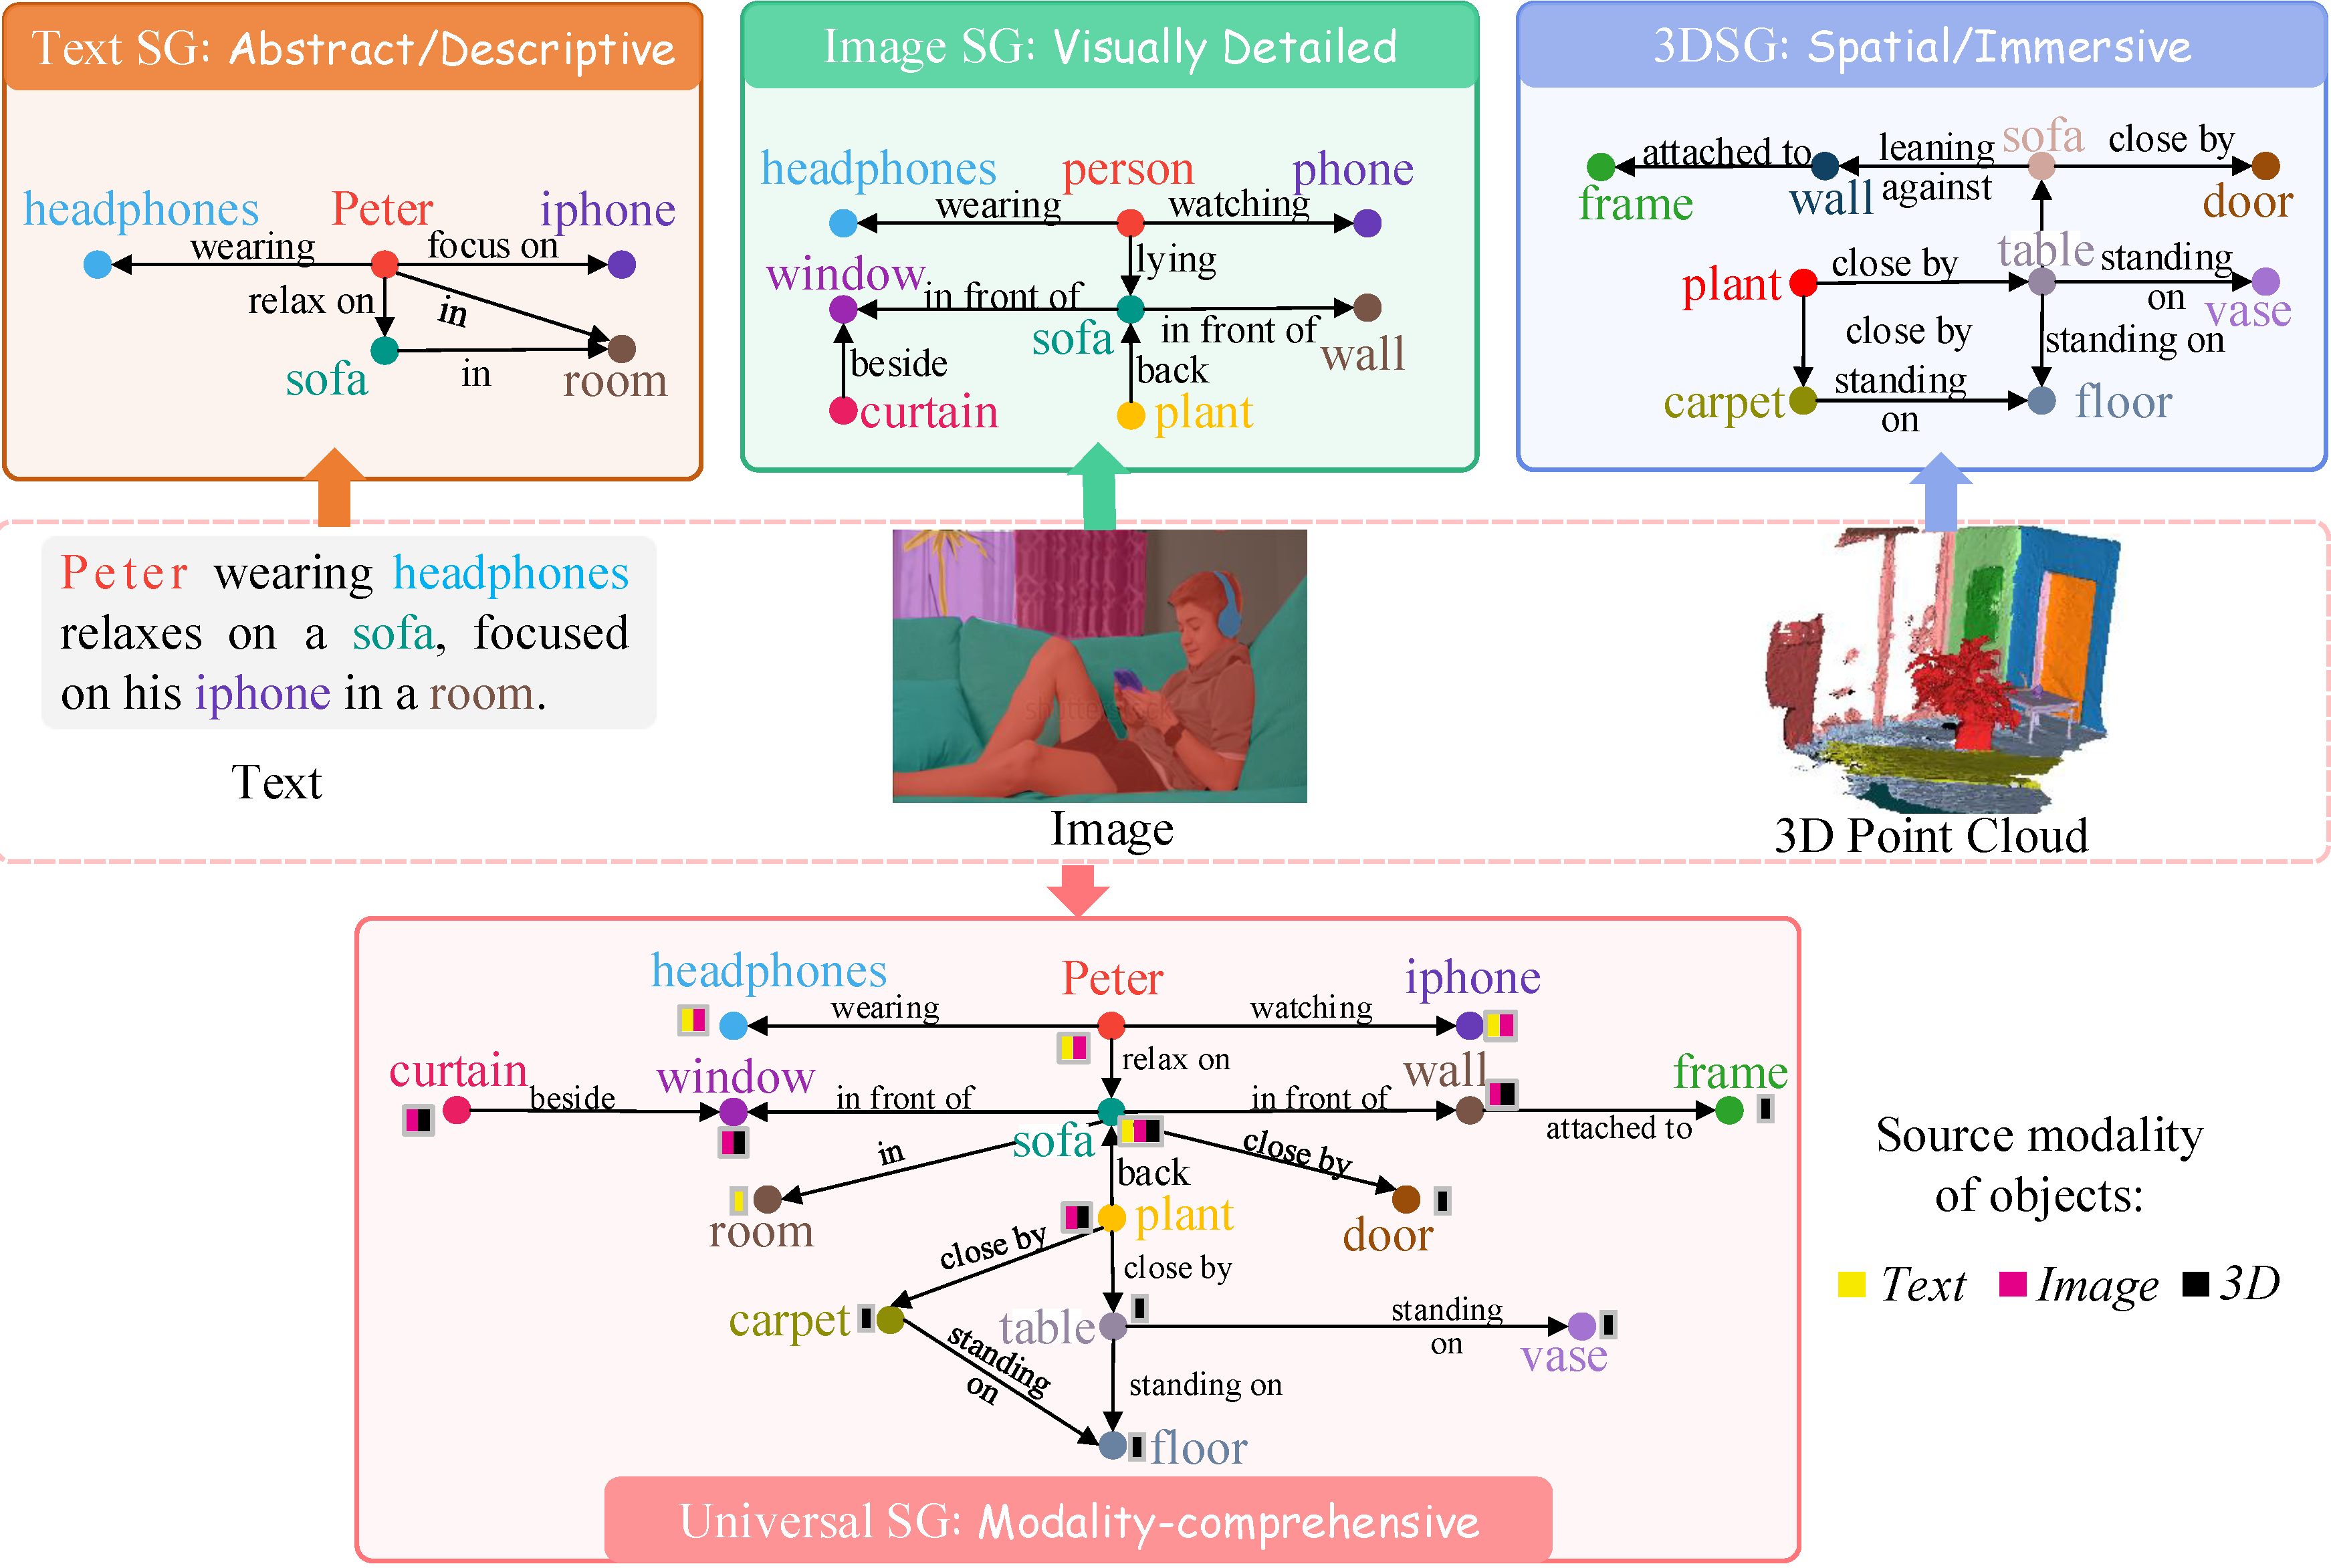 Text SG: Abstract/Descriptive
headphones
Peter
iphone
wearing
focus on
relax on
in
sofa
in
room
Image SG: Visually Detailed
headphones
person
phone
wearing
watching
window
lying
in front of
sofa
in front of
wall
beside
back
curtain
plant
3DSG: Spatial/Immersive
attached to
leaning
against
sofa
close by
frame
wall
door
plant
close by
table
standing
on
vase
close by
standing on
carpet
standing
on
floor
Peter wearing headphones
relaxes on a sofa, focused
on his iphone in a room.
Text
Image
3D Point Cloud
headphones
Peter
iphone
wearing
watching
curtain
window
relax on
wall
frame
beside
in front of
in front of
attached to
sofa
in
back
close by
room
plant
door
close by
close by
carpet
table
standing
on
vase
standing
on
standing on
floor
Universal SG: Modality-comprehensive
Source modality
of objects:
Text
Image
3D